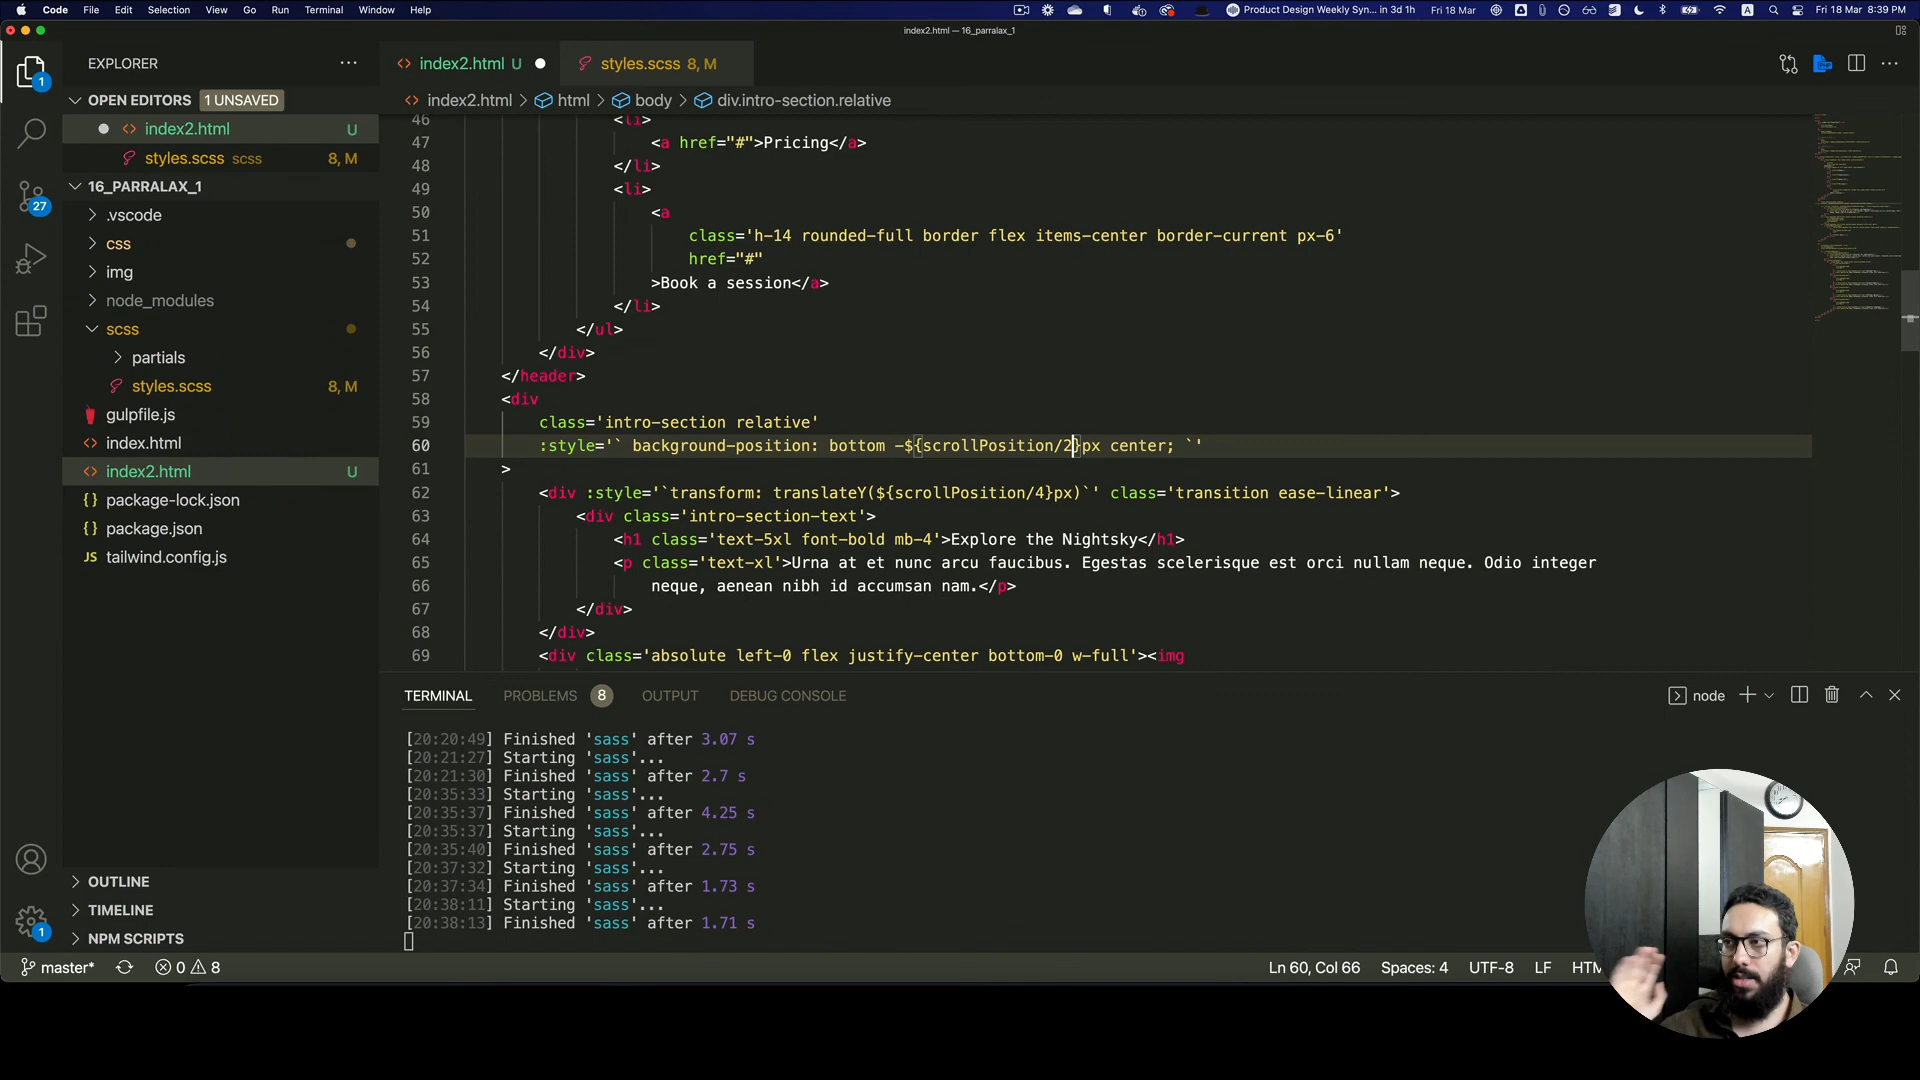 Code File Edit Selection View Go Run Terminal Window Help Product Design Weekly Syn... in 3d 1h Fri 18 Mar A Fri 18 Mar 8:39 PM
index2.html — 16_parralax_1
EXPLORER
index2.html U
styles.scss 8, M
OPEN EDITORS 1 UNSAVED
index2.html > html > body > div.intro-section.relative
index2.html U
styles.scss scss 8, M
16_PARRALAX_1
.vscode
css
img
node_modules
scss
partials
styles.scss 8, M
gulpfile.js
index.html
index2.html U
package-lock.json
package.json
tailwind.config.js
OUTLINE
TIMELINE
NPM SCRIPTS
1
27
1
46 <li>
47 <a href="#">Pricing</a>
48 </li>
49 <li>
50 <a
51 class='h-14 rounded-full border flex items-center border-current px-6'
52 href="#"
53 >Book a session</a>
54 </li>
55 </ul>
56 </div>
57 </header>
58 <div
59 class='intro-section relative'
60 :style='` background-position: bottom -${scrollPosition/2}px center; `'
61 >
62 <div :style='`transform: translateY(${scrollPosition/4}px)`' class='transition ease-linear'>
63 <div class='intro-section-text'>
64 <h1 class='text-5xl font-bold mb-4'>Explore the Nightsky</h1>
65 <p class='text-xl'>Urna at et nunc arcu faucibus. Egestas scelerisque est orci nullam neque. Odio integer
66 neque, aenean nibh id accumsan nam.</p>
67 </div>
68 </div>
69 <div class='absolute left-0 flex justify-center bottom-0 w-full'><img
TERMINAL PROBLEMS 8 OUTPUT DEBUG CONSOLE node
[20:20:49] Finished 'sass' after 3.07 s
[20:21:27] Starting 'sass'...
[20:21:30] Finished 'sass' after 2.7 s
[20:35:33] Starting 'sass'...
[20:35:37] Finished 'sass' after 4.25 s
[20:35:37] Starting 'sass'...
[20:35:40] Finished 'sass' after 2.75 s
[20:37:32] Starting 'sass'...
[20:37:34] Finished 'sass' after 1.73 s
[20:38:11] Starting 'sass'...
[20:38:13] Finished 'sass' after 1.71 s
master* 0 8 Ln 60, Col 66 Spaces: 4 UTF-8 LF HTM